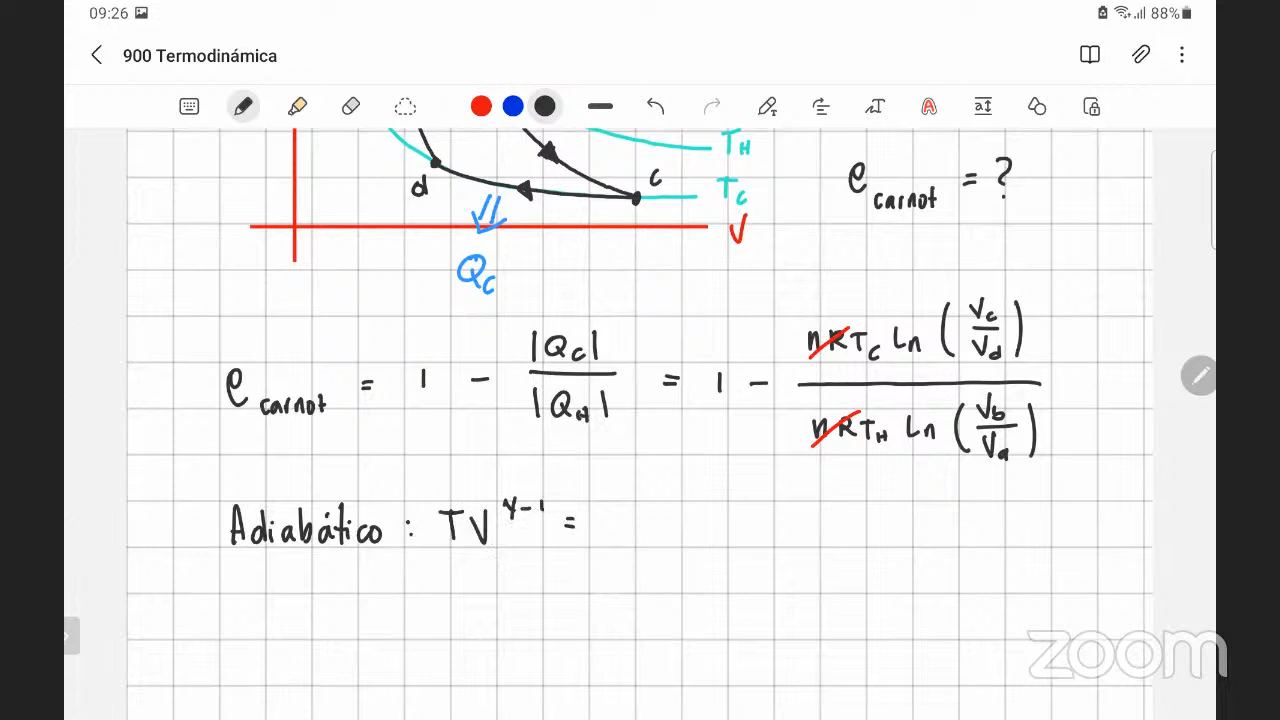 09:26 88%
900 Termodinámica
T_H
d c T_C
V
Q_C
e_carnot = ?
e_carnot = 1 - |Q_C| / |Q_H| = 1 - nRT_C Ln (V_c / V_d) / nRT_H Ln (V_b / V_a)
Adiabático : TV^γ-1 =
zoom